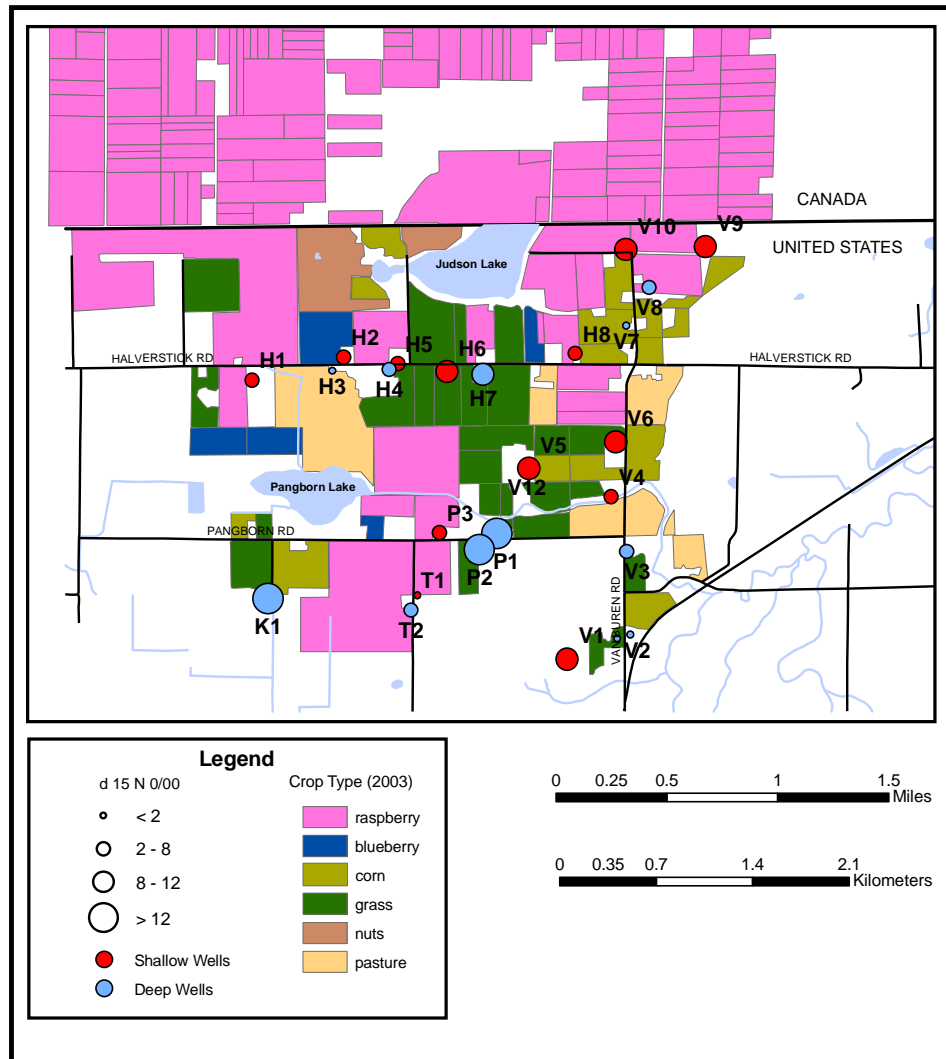 CANADA
V10
V9
UNITED STATES
Judson Lake
V8
V7
H8
H2
H5
H6
HALVERSTICK RD
HALVERSTICK RD
H1
H3
H4
H7
V6
V5
V12
V4
Pangborn Lake
P3
PANGBORN RD
P1
P2
V3
T1
K1
T2
VAN BUREN RD
V1
V2
Legend
d 15 N 0/00
Crop Type (2003)
< 2
2 - 8
8 - 12
> 12
Shallow Wells
Deep Wells
raspberry
blueberry
corn
grass
nuts
pasture
0 0.25 0.5 1 1.5
Miles
0 0.35 0.7 1.4 2.1
Kilometers